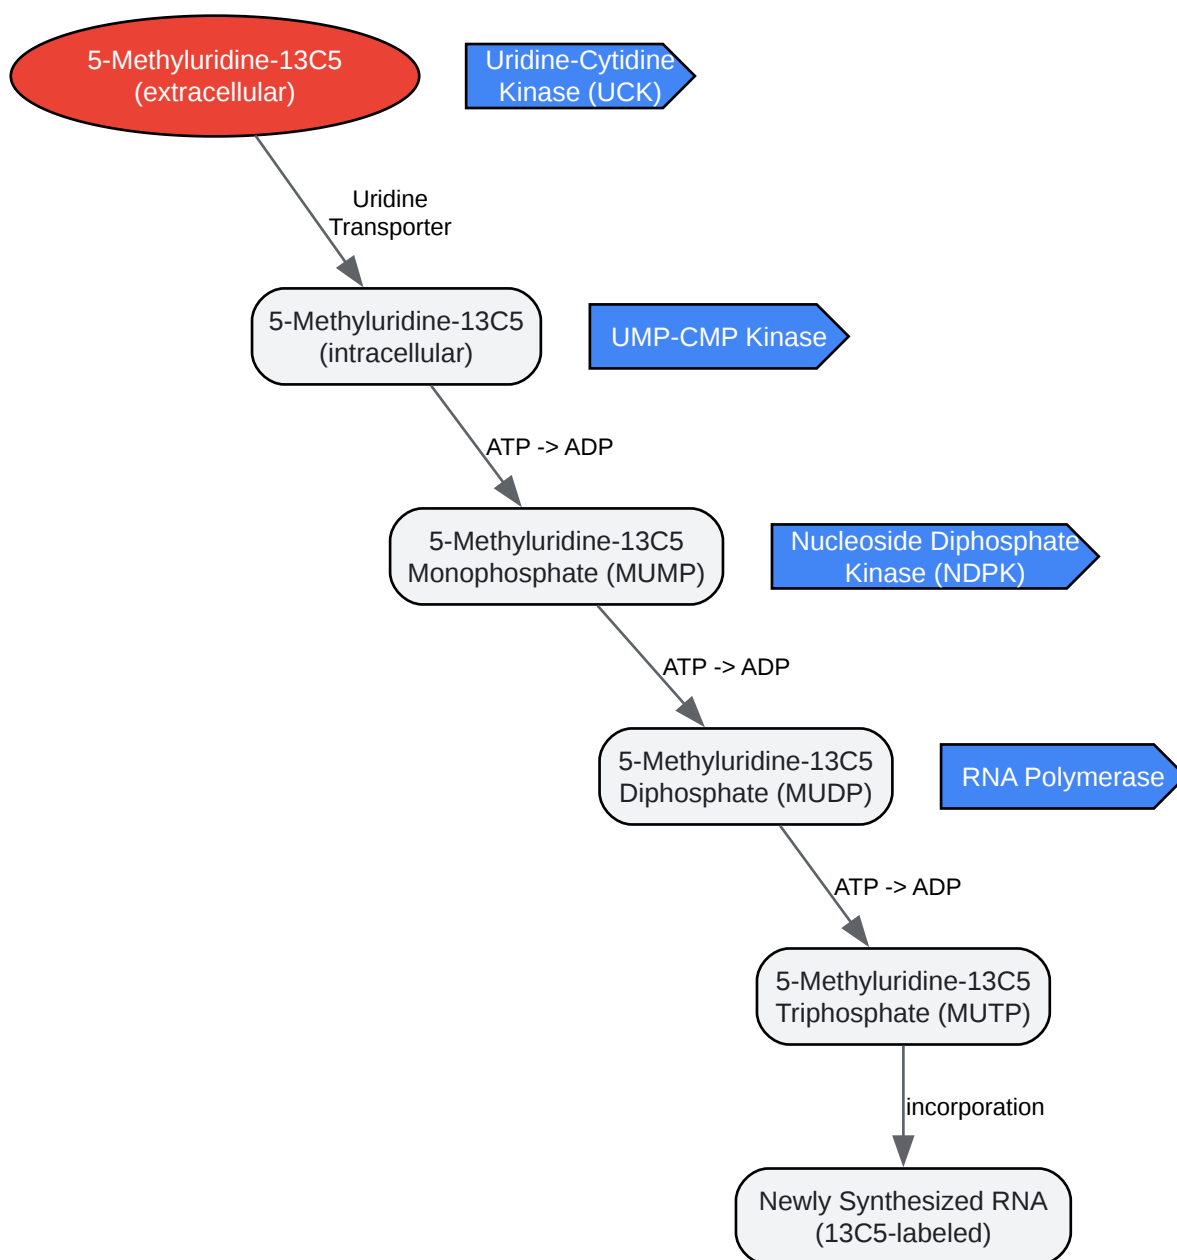 5-Methyluridine-13C5
(extracellular)
Uridine-Cytidine
Kinase (UCK)
Uridine
Transporter
5-Methyluridine-13C5
(intracellular)
UMP-CMP Kinase
ATP -> ADP
5-Methyluridine-13C5
Monophosphate (MUMP)
Nucleoside Diphosphate
Kinase (NDPK)
ATP -> ADP
5-Methyluridine-13C5
Diphosphate (MUDP)
RNA Polymerase
ATP -> ADP
5-Methyluridine-13C5
Triphosphate (MUTP)
incorporation
Newly Synthesized RNA
(13C5-labeled)